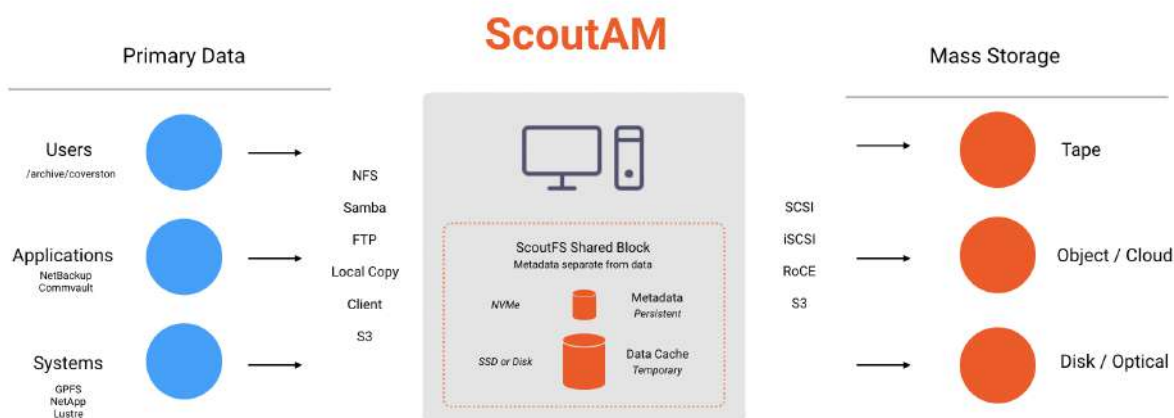 ScoutAM
Primary Data
Users
/archive/coverston
Applications
NetBackup
Commvault
Systems
GPFS
NetApp
Lustre
NFS
Samba
FTP
Local Copy
Client
S3
ScoutFS Shared Block
Metadata separate from data
NVMe
Metadata
Persistent
SSD or Disk
Data Cache
Temporary
SCSI
iSCSI
RoCE
S3
Mass Storage
Tape
Object / Cloud
Disk / Optical